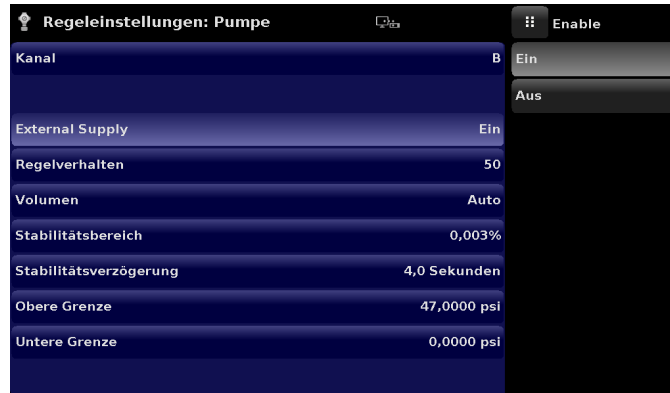 Regeleinstellungen: Pumpe
Enable
Kanal B
Ein
Aus
External Supply Ein
Regelverhalten 50
Volumen Auto
Stabilitätsbereich 0,003%
Stabilitätsverzögerung 4,0 Sekunden
Obere Grenze 47,0000 psi
Untere Grenze 0,0000 psi